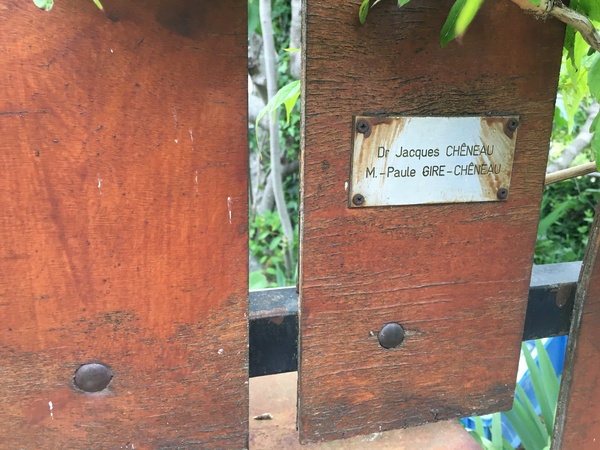 Dr Jacques CHÊNEAU
M.-Paule GIRE-CHÊNEAU